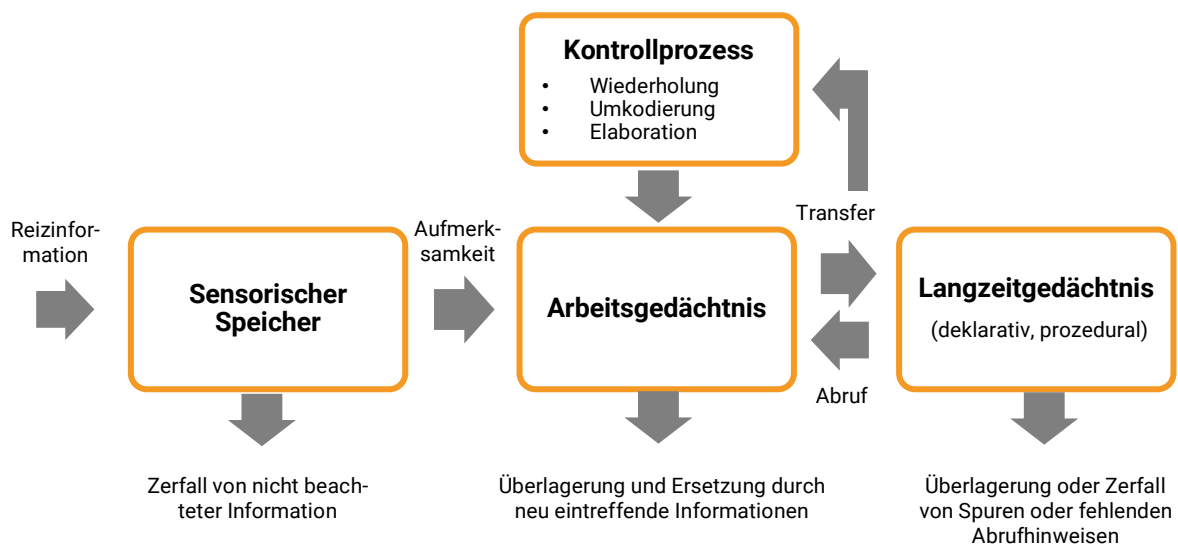 Kontrollprozess
• Wiederholung
• Umkodierung
• Elaboration
Transfer
Reizinfor-
mation
Aufmerk-
samkeit
Sensorischer
Speicher
Arbeitsgedächtnis
Langzeitgedächtnis
(deklarativ, prozedural)
Abruf
Zerfall von nicht beach-
teter Information
Überlagerung und Ersetzung durch
neu eintreffende Informationen
Überlagerung oder Zerfall
von Spuren oder fehlenden
Abrufhinweisen